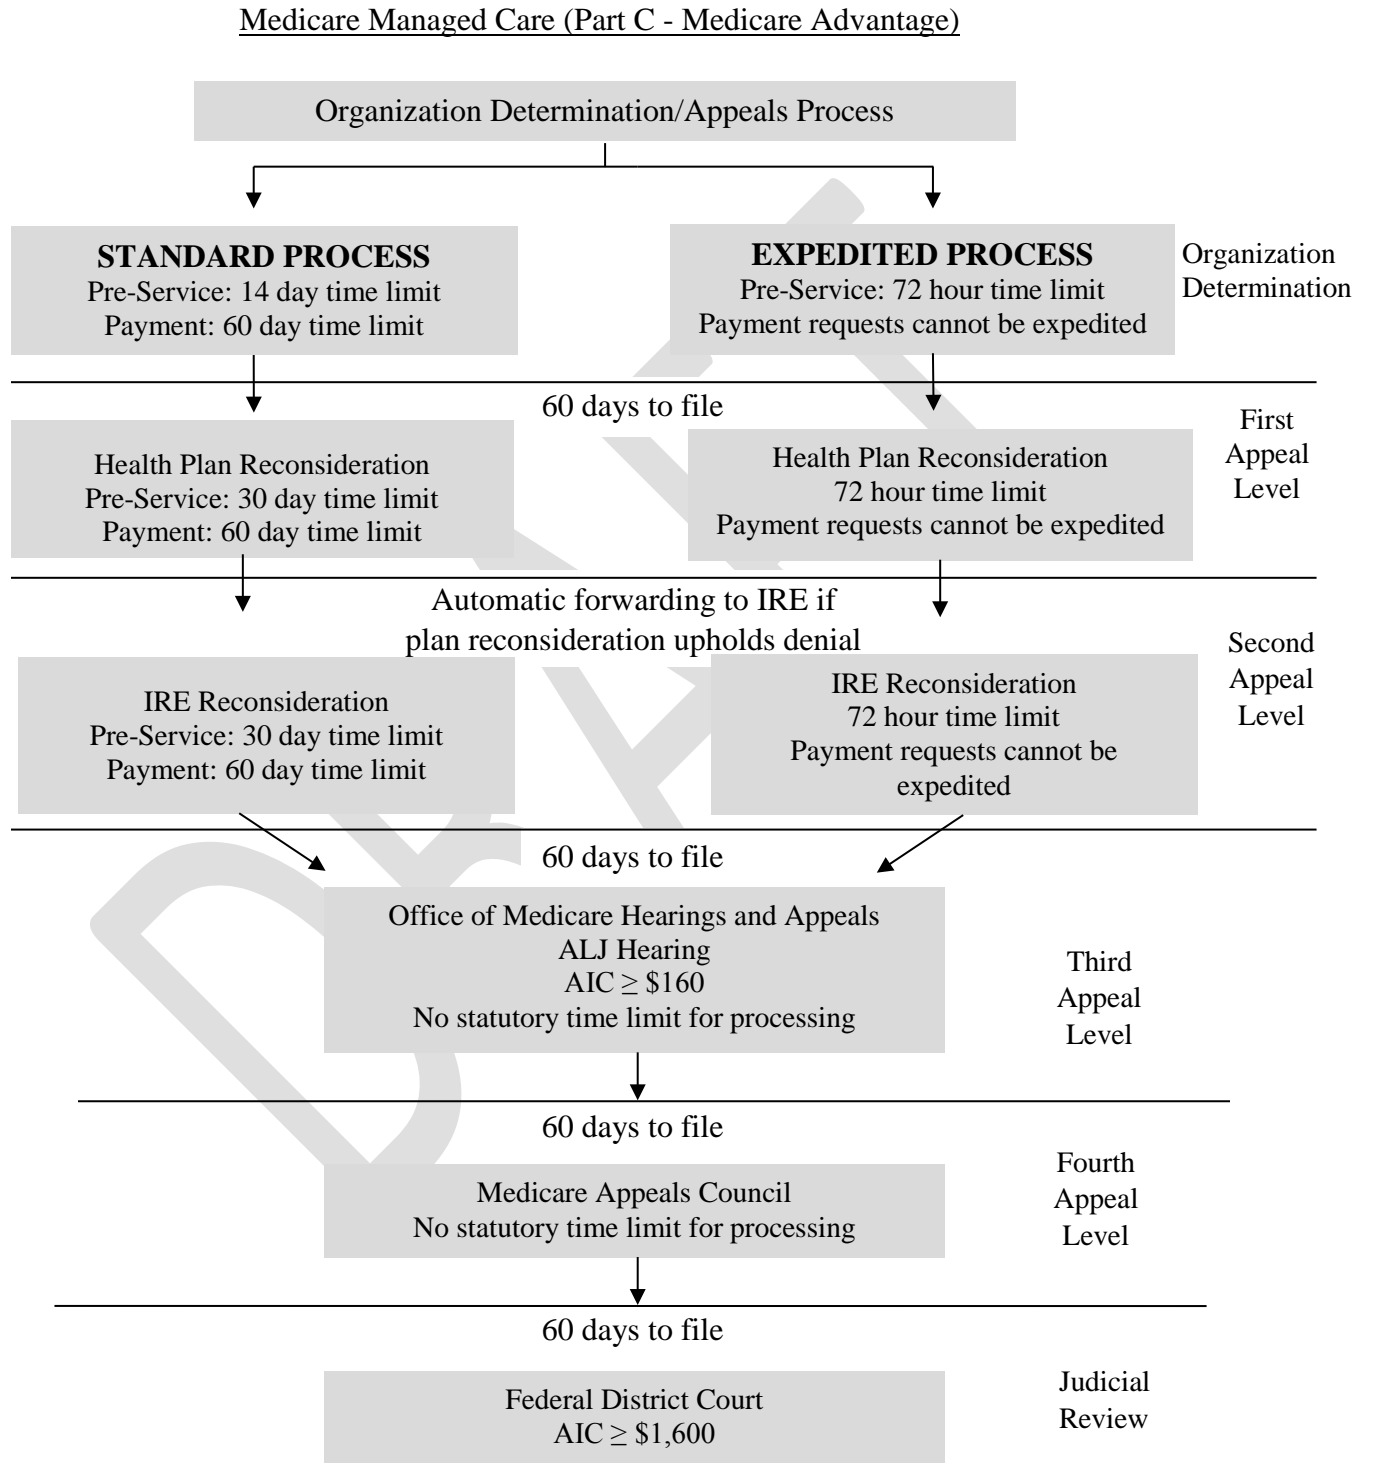 Medicare Managed Care (Part C - Medicare Advantage)
Organization Determination/Appeals Process
STANDARD PROCESS
Pre-Service: 14 day time limit
Payment: 60 day time limit
EXPEDITED PROCESS
Pre-Service: 72 hour time limit
Payment requests cannot be expedited
Organization
Determination
60 days to file
Health Plan Reconsideration
Pre-Service: 30 day time limit
Payment: 60 day time limit
Health Plan Reconsideration
72 hour time limit
Payment requests cannot be expedited
First
Appeal
Level
Automatic forwarding to IRE if
plan reconsideration upholds denial
IRE Reconsideration
Pre-Service: 30 day time limit
Payment: 60 day time limit
IRE Reconsideration
72 hour time limit
Payment requests cannot be
expedited
Second
Appeal
Level
60 days to file
Office of Medicare Hearings and Appeals
ALJ Hearing
AIC ≥ $160
No statutory time limit for processing
Third
Appeal
Level
60 days to file
Medicare Appeals Council
No statutory time limit for processing
Fourth
Appeal
Level
60 days to file
Federal District Court
AIC ≥ $1,600
Judicial
Review
DRAFT